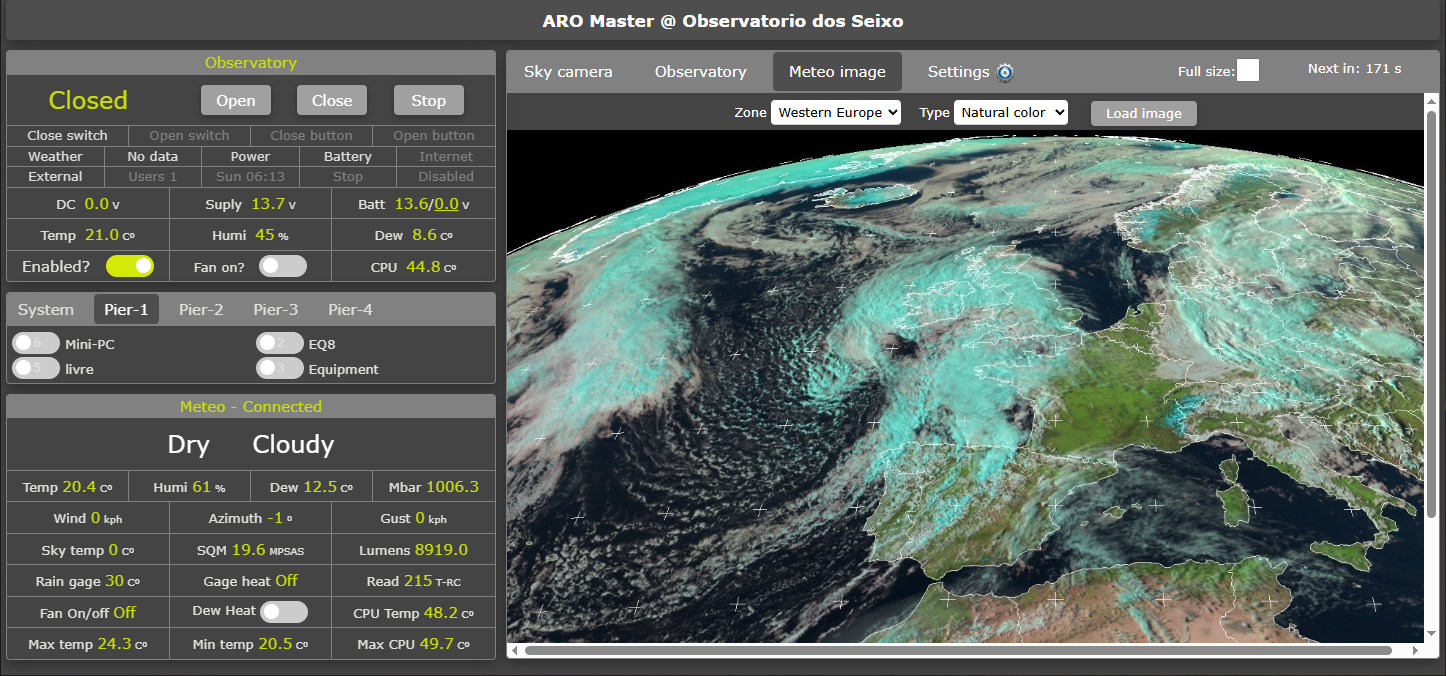 ARO Master @ Observatorio dos Seixo
Observatory
Closed Open Close Stop
Close switch Open switch Close button Open button
Weather No data Power Battery Internet
External Users 1 Sun 06:13 Stop Disabled
DC 0.0 v Suply 13.7 v Batt 13.6/0.0 v
Temp 21.0 Cº Humi 45 % Dew 8.6 Cº
Enabled? Fan on? CPU 44.8 Cº
System Pier-1 Pier-2 Pier-3 Pier-4
6 Mini-PC 2 EQ8
5 livre 3 Equipment
Meteo - Connected
Dry Cloudy
Temp 20.4 Cº Humi 61 % Dew 12.5 Cº Mbar 1006.3
Wind 0 kph Azimuth -1 º Gust 0 kph
Sky temp 0 Cº SQM 19.6 MPSAS Lumens 8919.0
Rain gage 30 Cº Gage heat Off Read 215 T-RC
Fan On/off Off Dew Heat CPU Temp 48.2 Cº
Max temp 24.3 Cº Min temp 20.5 Cº Max CPU 49.7 Cº
Sky camera Observatory Meteo image Settings Full size: Next in: 171 s
Zone Western Europe Type Natural color Load image